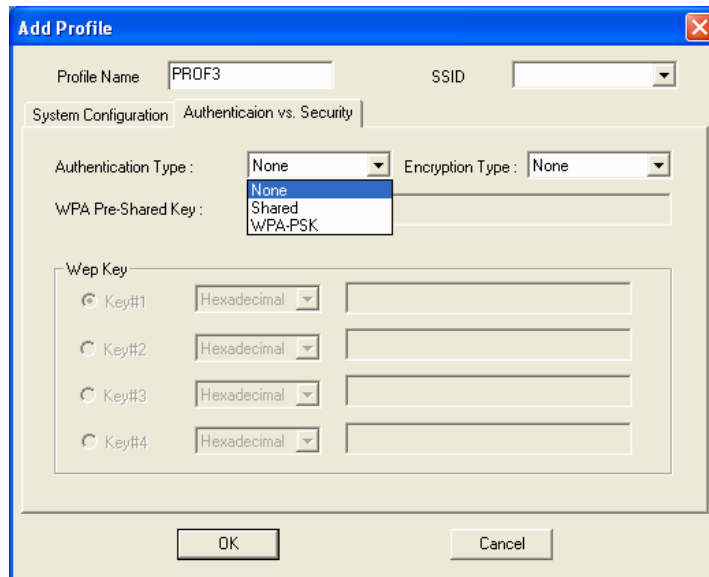 Add Profile
Profile Name PROF3 SSID
System Configuration Authenticaion vs. Security
Authentication Type : None Encryption Type : None
None
Shared
WPA-PSK
WPA Pre-Shared Key :
Wep Key
Key#1 Hexadecimal
Key#2 Hexadecimal
Key#3 Hexadecimal
Key#4 Hexadecimal
OK Cancel